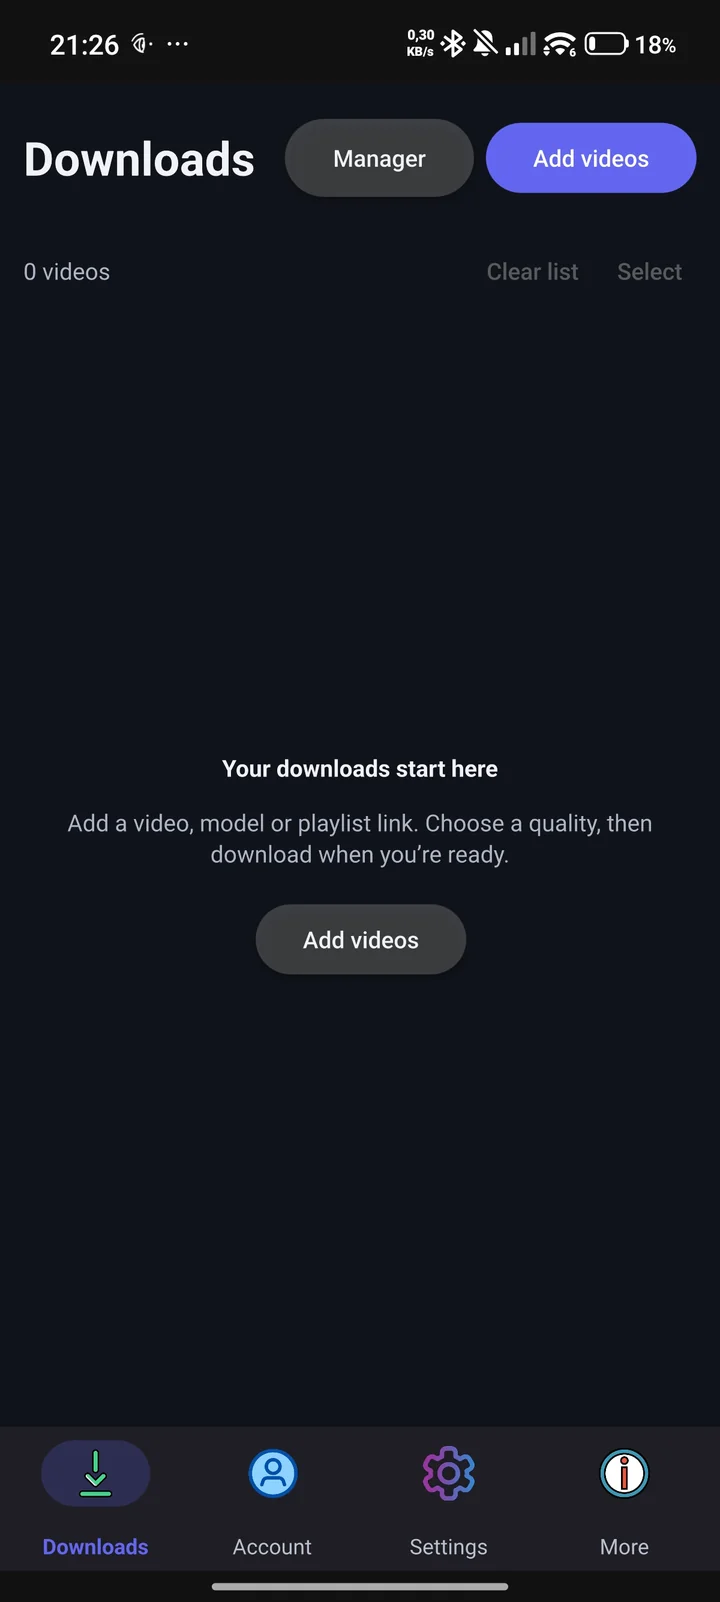 21:26
0,30
KB/s
18%
Downloads
Manager
Add videos
0 videos
Clear list
Select
Your downloads start here
Add a video, model or playlist link. Choose a quality, then
download when you’re ready.
Add videos
Downloads
Account
Settings
More